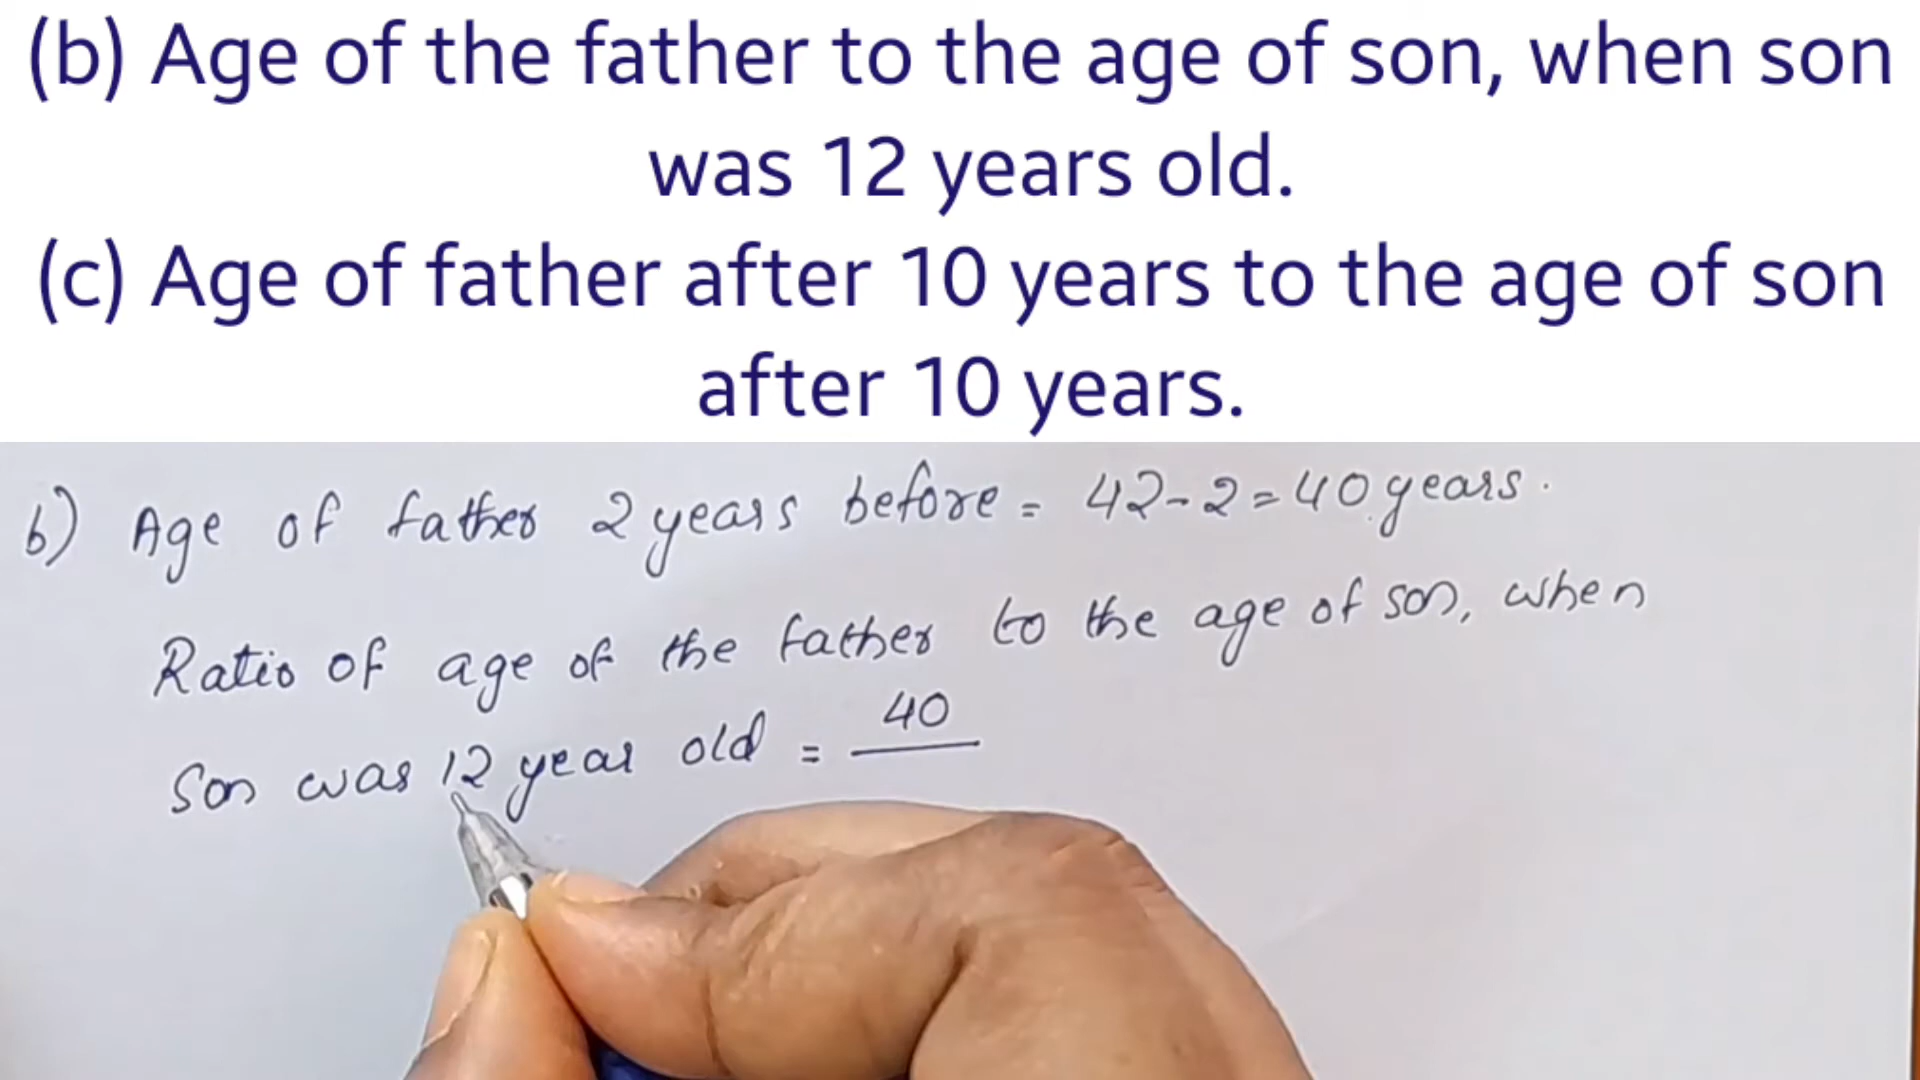 (b) Age of the father to the age of son, when son
was 12 years old.
(c) Age of father after 10 years to the age of son
after 10 years.
b) Age of father 2 years before = 42-2=40 years.
Ratio of age of the father to the age of son, when
Son was 12 year old = 40